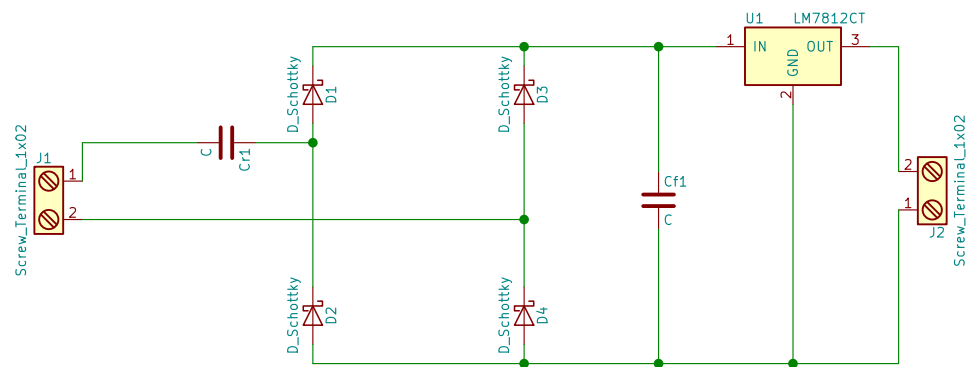 U1
LM7812CT
1
IN
OUT
3
GND
2
D_Schottky
D1
D_Schottky
D3
Screw_Terminal_1x02
J1
1
2
C
Cr1
Cf1
C
Screw_Terminal_1x02
2
1
J2
D_Schottky
D2
D_Schottky
D4